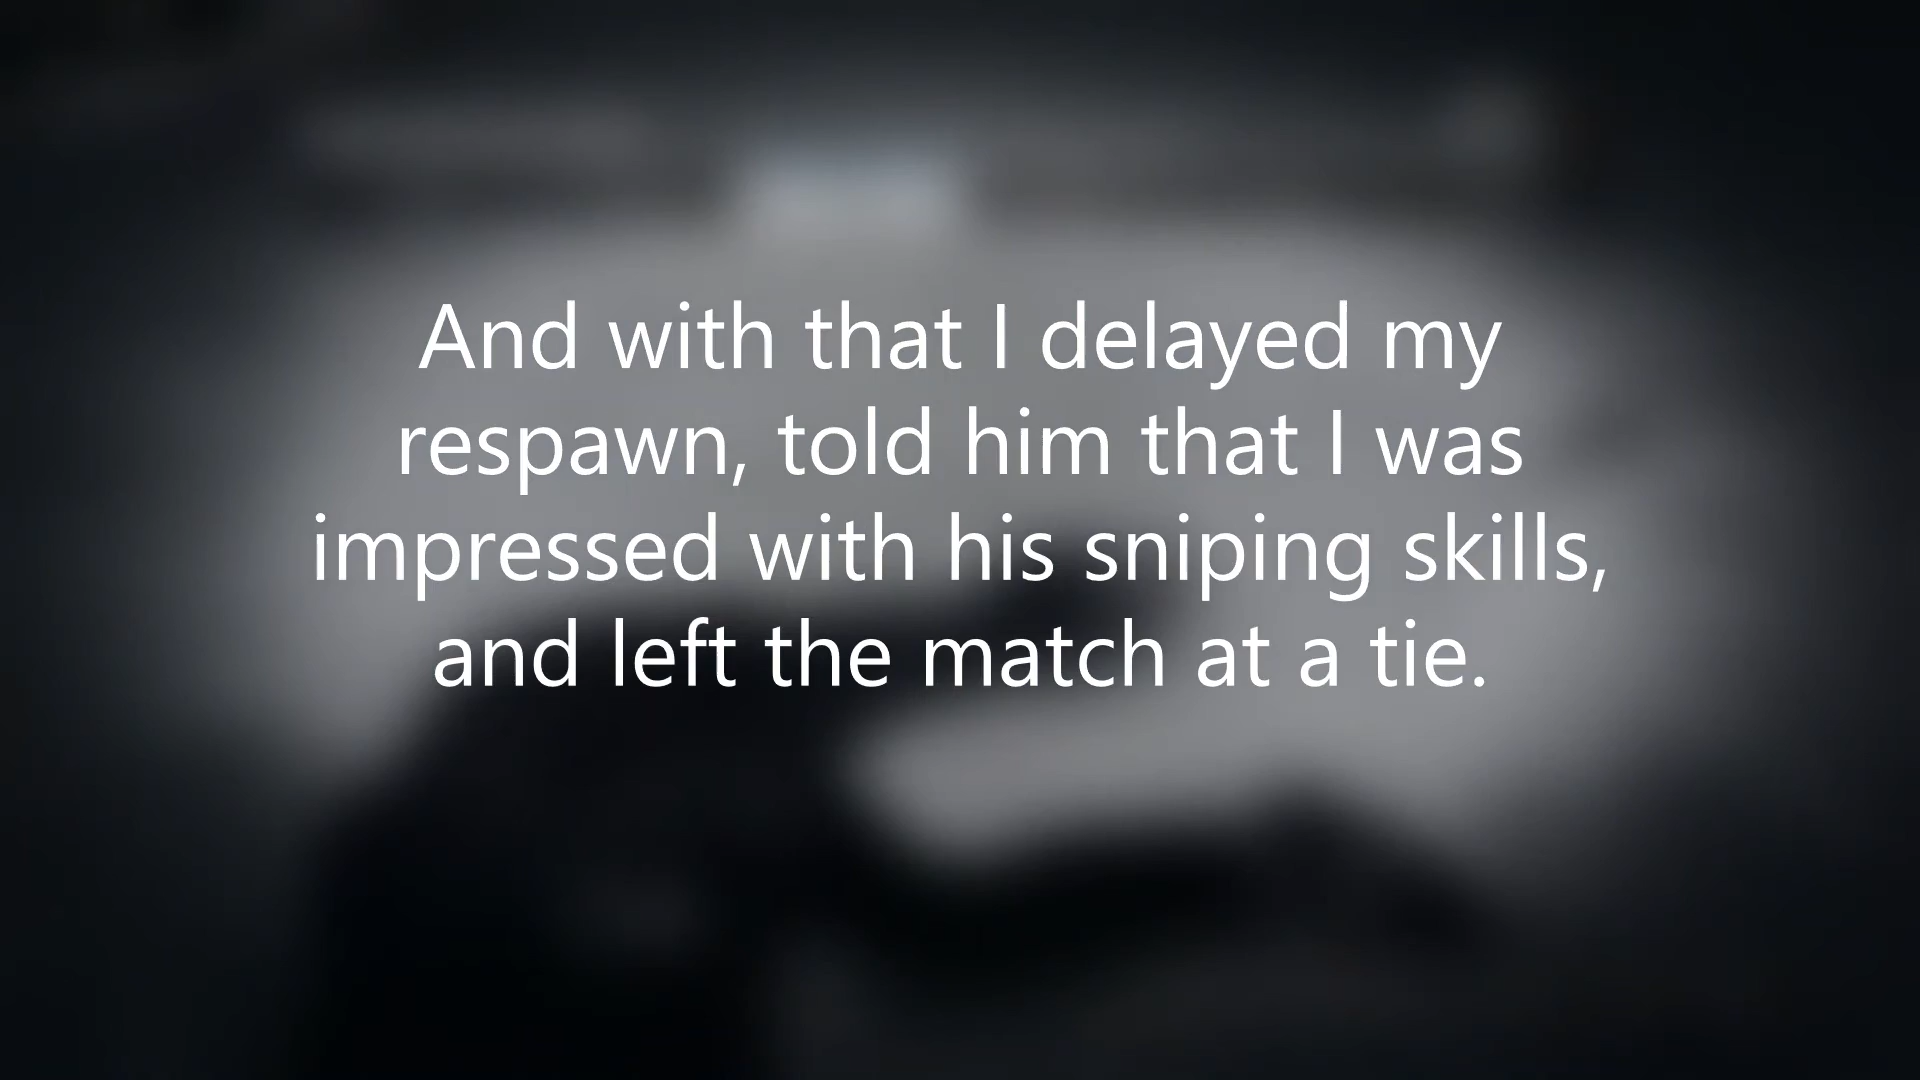 And with that I delayed my
respawn, told him that I was
impressed with his sniping skills,
and left the match at a tie.